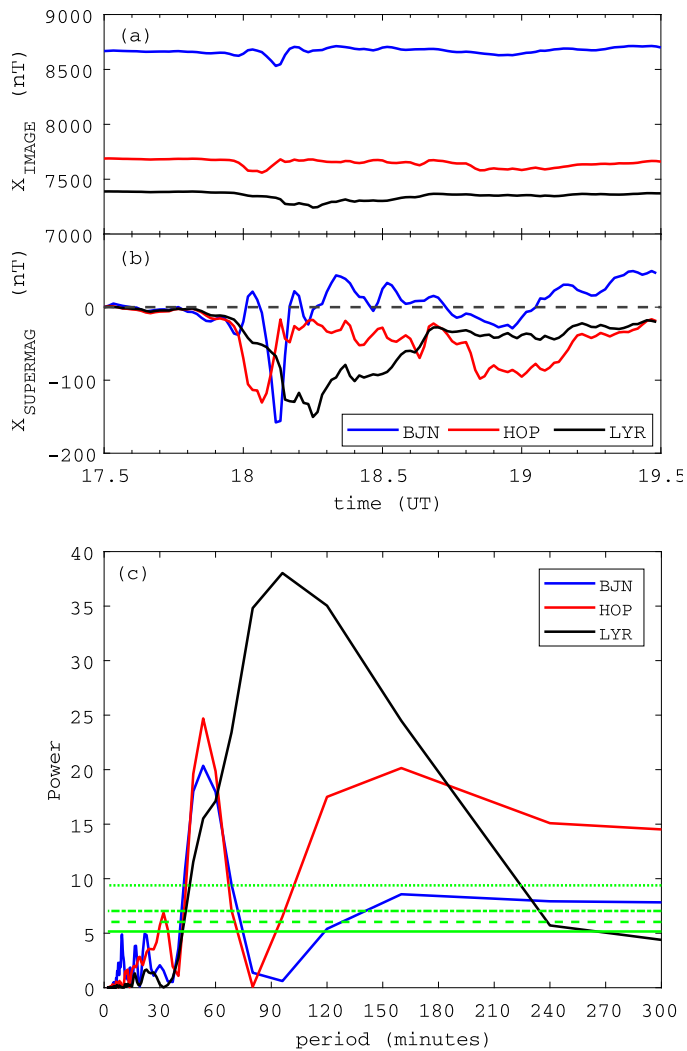 (a)
X_IMAGE (nT)
9000
8500
8000
7500
7000
(b)
X_SUPERMAG (nT)
0
-100
-200
BJN HOP LYR
17.5 18 18.5 19 19.5
time (UT)
(c)
Power
40
35
30
25
20
15
10
5
0
BJN
HOP
LYR
0 30 60 90 120 150 180 210 240 270 300
period (minutes)